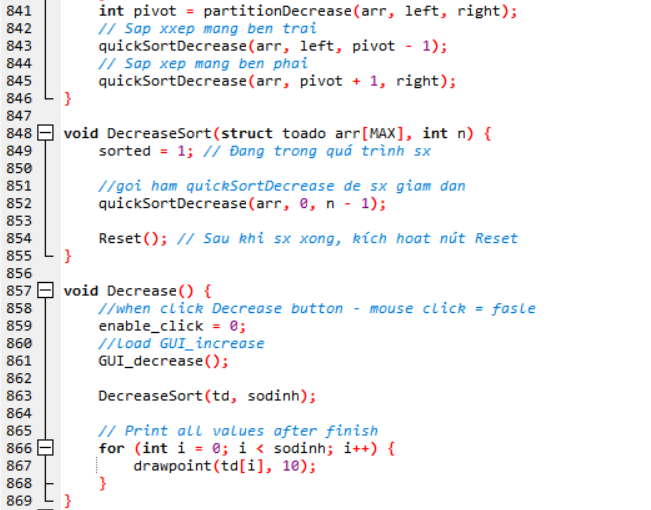 841 int pivot = partitionDecrease(arr, left, right);
842 // Sap xxep mang ben trai
843 quickSortDecrease(arr, left, pivot - 1);
844 // Sap xep mang ben phai
845 quickSortDecrease(arr, pivot + 1, right);
846 }
847
848 void DecreaseSort(struct toado arr[MAX], int n) {
849 sorted = 1; // Đang trong quá trình sx
850
851 //goi ham quickSortDecrease de sx giam dan
852 quickSortDecrease(arr, 0, n - 1);
853
854 Reset(); // Sau khi sx xong, kích hoat nút Reset
855 }
856
857 void Decrease() {
858 //when click Decrease button - mouse click = fasle
859 enable_click = 0;
860 //load GUI_increase
861 GUI_decrease();
862
863 DecreaseSort(td, sodinh);
864
865 // Print all values after finish
866 for (int i = 0; i < sodinh; i++) {
867 drawpoint(td[i], 10);
868 }
869 }